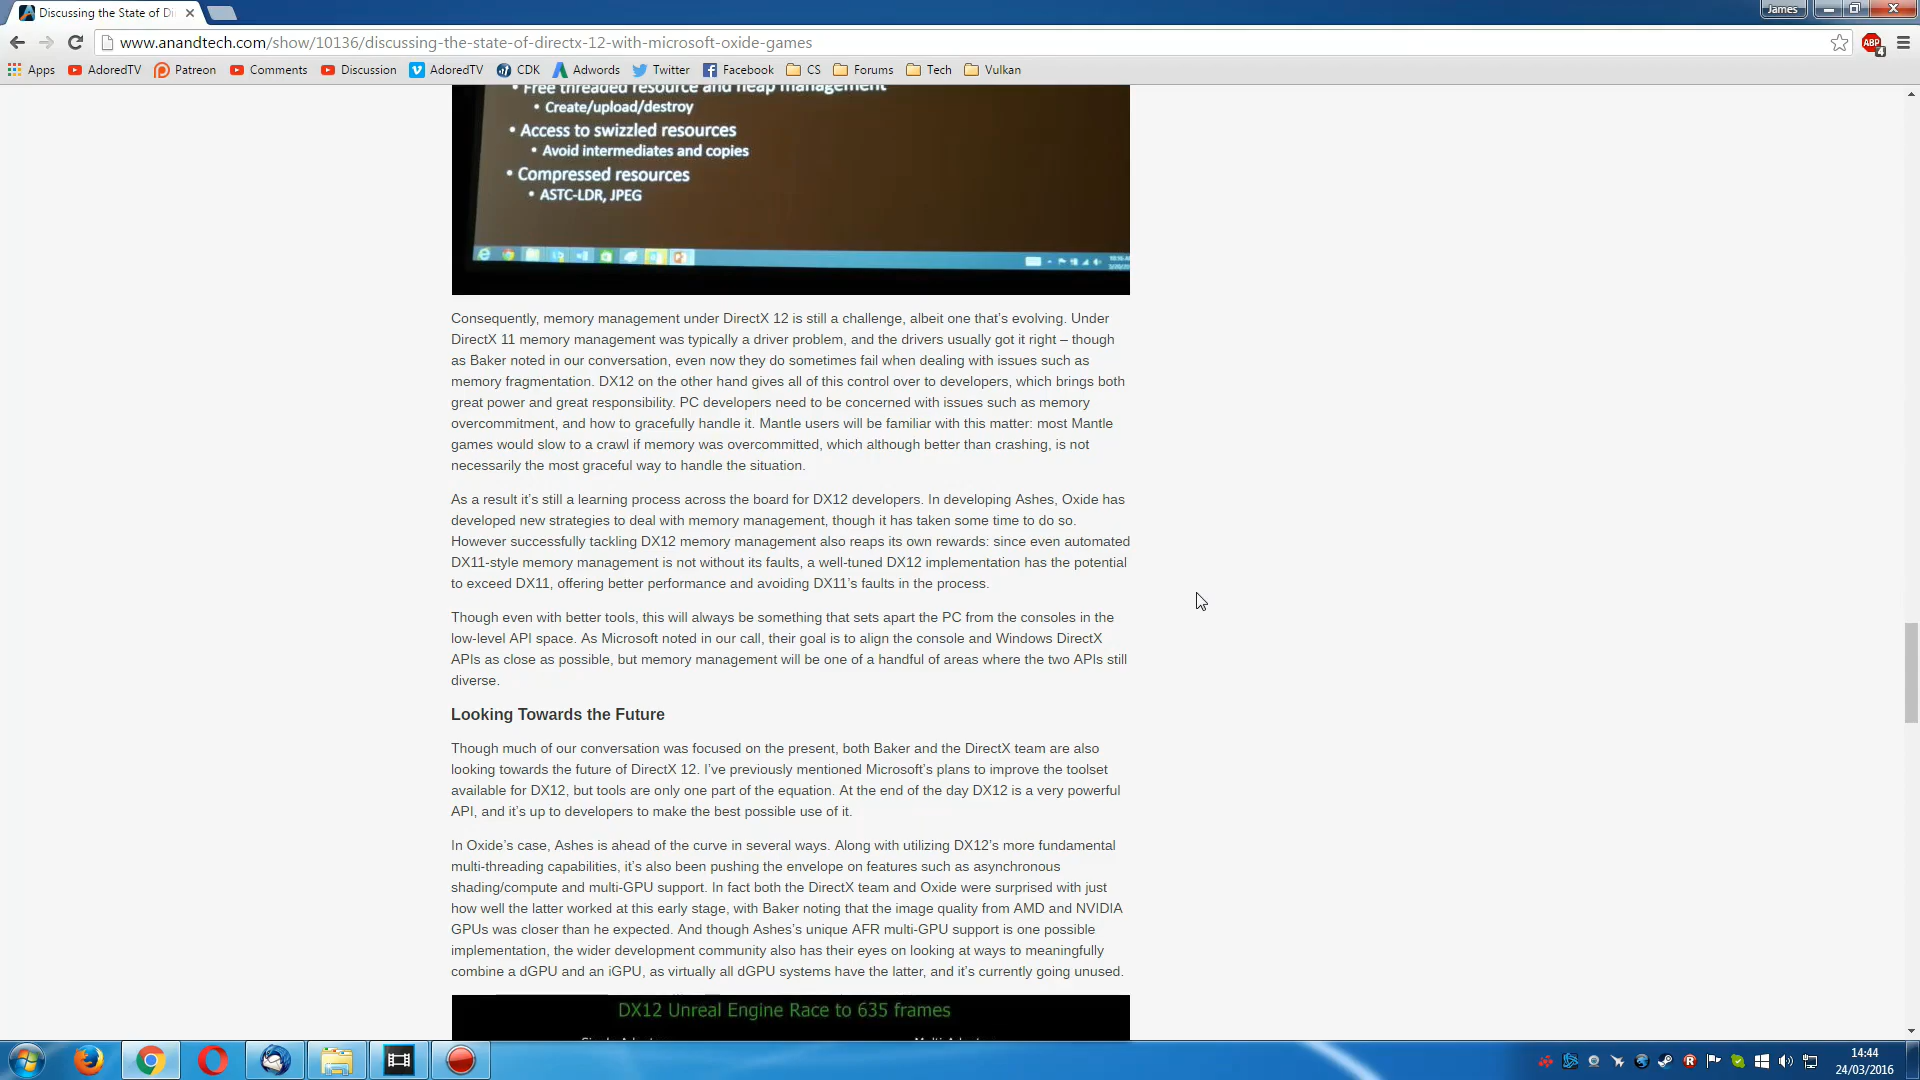 Discussing the State of Di
James
www.anandtech.com/show/10136/discussing-the-state-of-directx-12-with-microsoft-oxide-games
ABP
4
Apps
AdoredTV
Patreon
Comments
Discussion
AdoredTV
CDK
Adwords
Twitter
Facebook
CS
Forums
Tech
Vulkan
• Free threaded resource and heap management
• Create/upload/destroy
• Access to swizzled resources
• Avoid intermediates and copies
• Compressed resources
• ASTC-LDR, JPEG
Consequently, memory management under DirectX 12 is still a challenge, albeit one that's evolving. Under
DirectX 11 memory management was typically a driver problem, and the drivers usually got it right – though
as Baker noted in our conversation, even now they do sometimes fail when dealing with issues such as
memory fragmentation. DX12 on the other hand gives all of this control over to developers, which brings both
great power and great responsibility. PC developers need to be concerned with issues such as memory
overcommitment, and how to gracefully handle it. Mantle users will be familiar with this matter: most Mantle
games would slow to a crawl if memory was overcommitted, which although better than crashing, is not
necessarily the most graceful way to handle the situation.
As a result it's still a learning process across the board for DX12 developers. In developing Ashes, Oxide has
developed new strategies to deal with memory management, though it has taken some time to do so.
However successfully tackling DX12 memory management also reaps its own rewards: since even automated
DX11-style memory management is not without its faults, a well-tuned DX12 implementation has the potential
to exceed DX11, offering better performance and avoiding DX11's faults in the process.
Though even with better tools, this will always be something that sets apart the PC from the consoles in the
low-level API space. As Microsoft noted in our call, their goal is to align the console and Windows DirectX
APIs as close as possible, but memory management will be one of a handful of areas where the two APIs still
diverse.
Looking Towards the Future
Though much of our conversation was focused on the present, both Baker and the DirectX team are also
looking towards the future of DirectX 12. I've previously mentioned Microsoft's plans to improve the toolset
available for DX12, but tools are only one part of the equation. At the end of the day DX12 is a very powerful
API, and it's up to developers to make the best possible use of it.
In Oxide's case, Ashes is ahead of the curve in several ways. Along with utilizing DX12's more fundamental
multi-threading capabilities, it's also been pushing the envelope on features such as asynchronous
shading/compute and multi-GPU support. In fact both the DirectX team and Oxide were surprised with just
how well the latter worked at this early stage, with Baker noting that the image quality from AMD and NVIDIA
GPUs was closer than he expected. And though Ashes's unique AFR multi-GPU support is one possible
implementation, the wider development community also has their eyes on looking at ways to meaningfully
combine a dGPU and an iGPU, as virtually all dGPU systems have the latter, and it's currently going unused.
DX12 Unreal Engine Race to 635 frames
14:44
24/03/2016